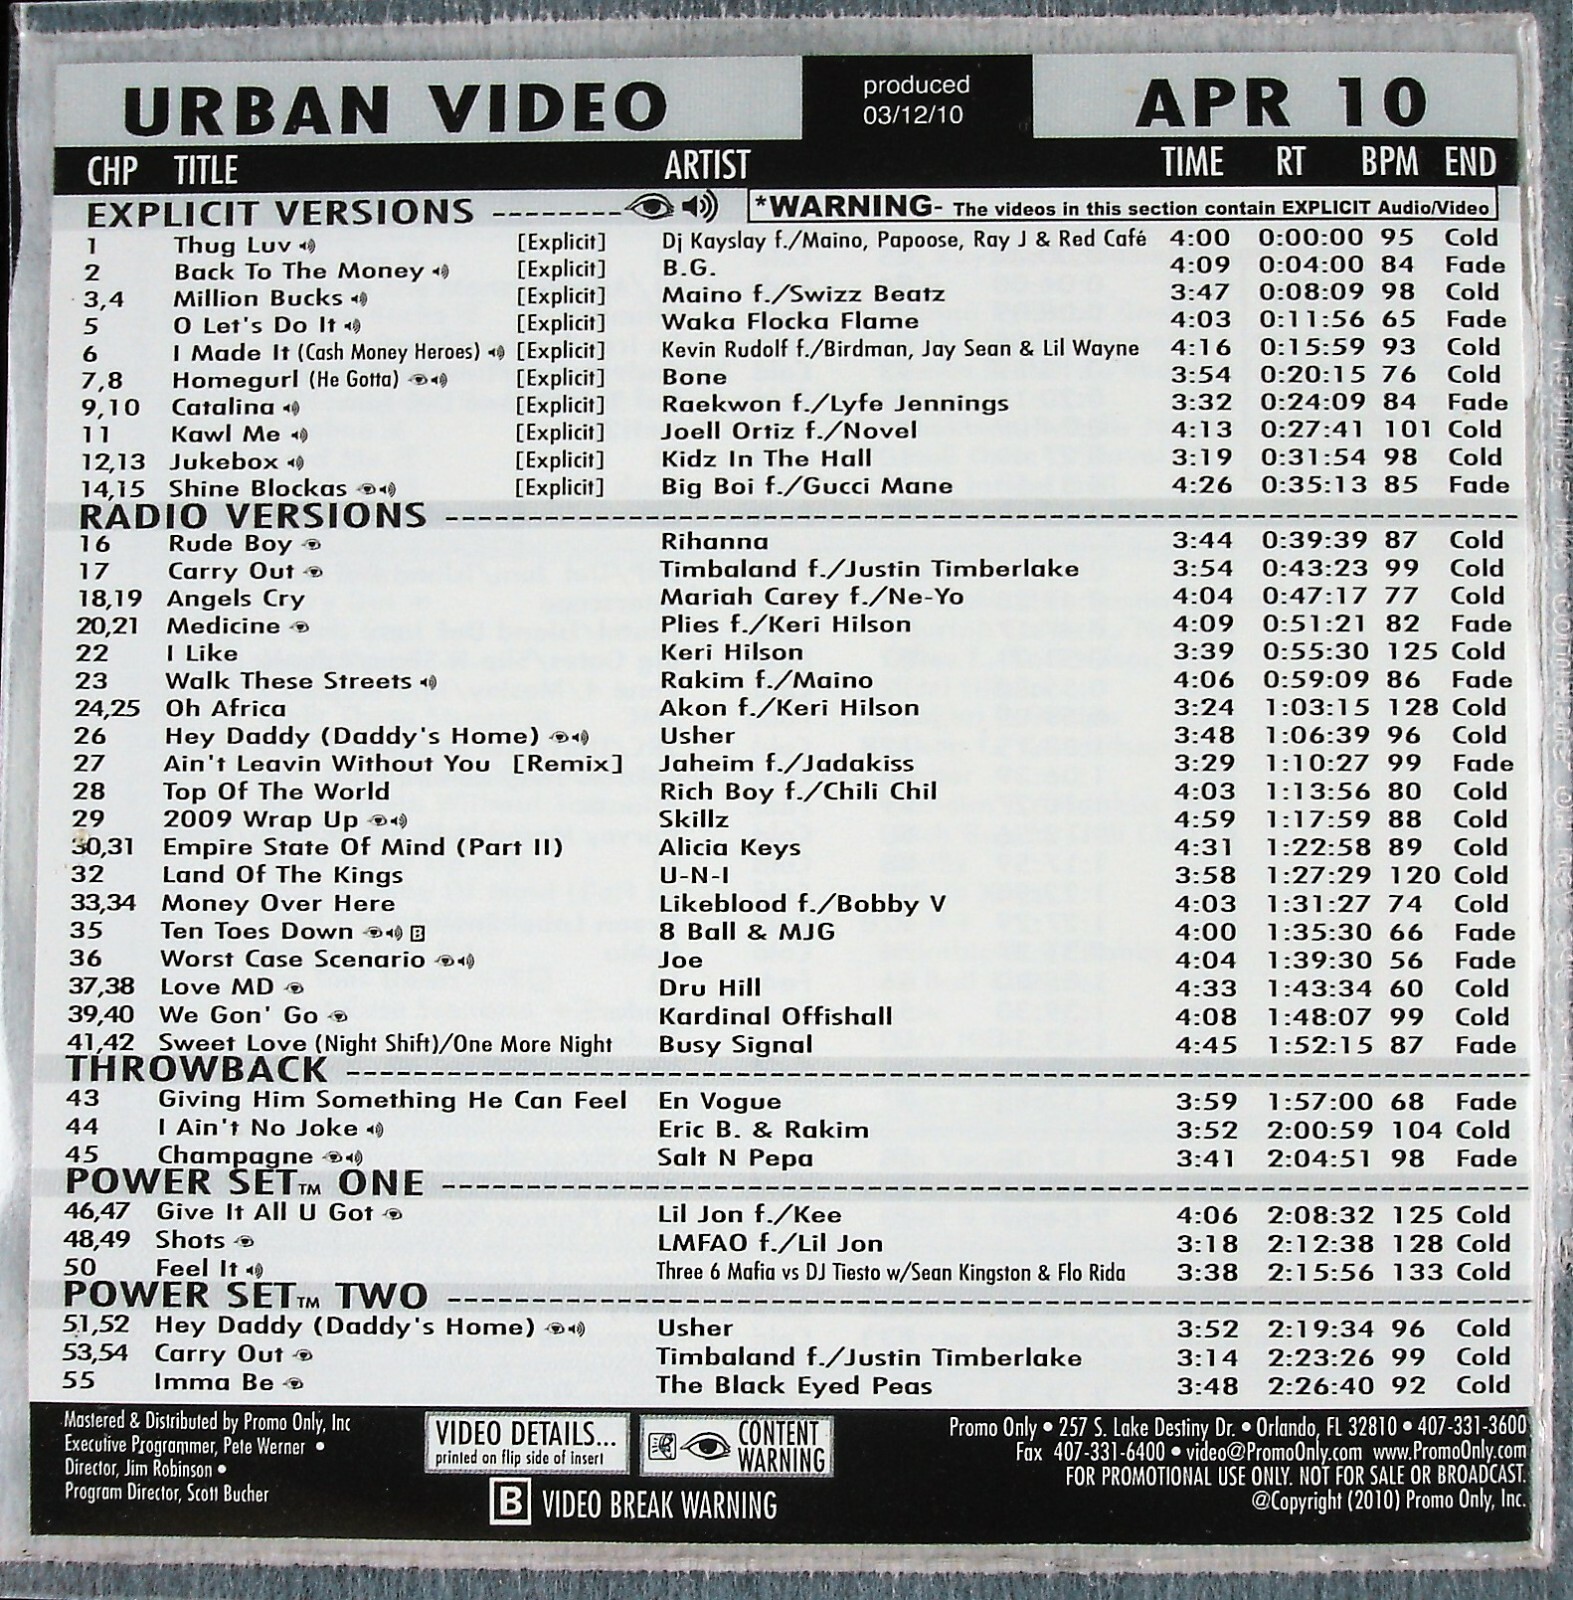 URBAN VIDEO produced 03/12/10 APR 10
CHP TITLE ARTIST TIME RT BPM END
EXPLICIT VERSIONS *WARNING- The videos in this section contain EXPLICIT Audio/Video
1 Thug Luv [Explicit] Dj Kayslay f./Maino, Papoose, Ray J & Red Café 4:00 0:00:00 95 Cold
2 Back To The Money [Explicit] B.G. 4:09 0:04:00 84 Fade
3,4 Million Bucks [Explicit] Maino f./Swizz Beatz 3:47 0:08:09 98 Cold
5 O Let's Do It [Explicit] Waka Flocka Flame 4:03 0:11:56 65 Fade
6 I Made It (Cash Money Heroes) [Explicit] Kevin Rudolf f./Birdman, Jay Sean & Lil Wayne 4:16 0:15:59 93 Cold
7,8 Homegurl (He Gotta) [Explicit] Bone 3:54 0:20:15 76 Cold
9,10 Catalina [Explicit] Raekwon f./Lyfe Jennings 3:32 0:24:09 84 Fade
11 Kawl Me [Explicit] Joell Ortiz f./Novel 4:13 0:27:41 101 Cold
12,13 Jukebox [Explicit] Kidz In The Hall 3:19 0:31:54 98 Cold
14,15 Shine Blockas [Explicit] Big Boi f./Gucci Mane 4:26 0:35:13 85 Fade
RADIO VERSIONS
16 Rude Boy Rihanna 3:44 0:39:39 87 Cold
17 Carry Out Timbaland f./Justin Timberlake 3:54 0:43:23 99 Cold
18,19 Angels Cry Mariah Carey f./Ne-Yo 4:04 0:47:17 77 Cold
20,21 Medicine Plies f./Keri Hilson 4:09 0:51:21 82 Fade
22 I Like Keri Hilson 3:39 0:55:30 125 Cold
23 Walk These Streets Rakim f./Maino 4:06 0:59:09 86 Fade
24,25 Oh Africa Akon f./Keri Hilson 3:24 1:03:15 128 Cold
26 Hey Daddy (Daddy's Home) Usher 3:48 1:06:39 96 Cold
27 Ain't Leavin Without You [Remix] Jaheim f./Jadakiss 3:29 1:10:27 99 Fade
28 Top Of The World Rich Boy f./Chili Chil 4:03 1:13:56 80 Cold
29 2009 Wrap Up Skillz 4:59 1:17:59 88 Cold
30,31 Empire State Of Mind (Part II) Alicia Keys 4:31 1:22:58 89 Cold
32 Land Of The Kings U-N-I 3:58 1:27:29 120 Cold
33,34 Money Over Here Likeblood f./Bobby V 4:03 1:31:27 74 Cold
35 Ten Toes Down B 8 Ball & MJG 4:00 1:35:30 66 Fade
36 Worst Case Scenario Joe 4:04 1:39:30 56 Fade
37,38 Love MD Dru Hill 4:33 1:43:34 60 Cold
39,40 We Gon' Go Kardinal Offishall 4:08 1:48:07 99 Cold
41,42 Sweet Love (Night Shift)/One More Night Busy Signal 4:45 1:52:15 87 Fade
THROWBACK
43 Giving Him Something He Can Feel En Vogue 3:59 1:57:00 68 Fade
44 I Ain't No Joke Eric B. & Rakim 3:52 2:00:59 104 Cold
45 Champagne Salt N Pepa 3:41 2:04:51 98 Fade
POWER SET™ ONE
46,47 Give It All U Got Lil Jon f./Kee 4:06 2:08:32 125 Cold
48,49 Shots LMFAO f./Lil Jon 3:18 2:12:38 128 Cold
50 Feel It Three 6 Mafia vs DJ Tiesto w/Sean Kingston & Flo Rida 3:38 2:15:56 133 Cold
POWER SET™ TWO
51,52 Hey Daddy (Daddy's Home) Usher 3:52 2:19:34 96 Cold
53,54 Carry Out Timbaland f./Justin Timberlake 3:14 2:23:26 99 Cold
55 Imma Be The Black Eyed Peas 3:48 2:26:40 92 Cold
Mastered & Distributed by Promo Only, Inc
Executive Programmer, Pete Werner •
Director, Jim Robinson •
Program Director, Scott Bucher
VIDEO DETAILS...
printed on flip side of insert
CONTENT
WARNING
B VIDEO BREAK WARNING
Promo Only • 257 S. Lake Destiny Dr. • Orlando, FL 32810 • 407-331-3600
Fax 407-331-6400 • video@PromoOnly.com www.PromoOnly.com
FOR PROMOTIONAL USE ONLY. NOT FOR SALE OR BROADCAST.
@Copyright (2010) Promo Only, Inc.